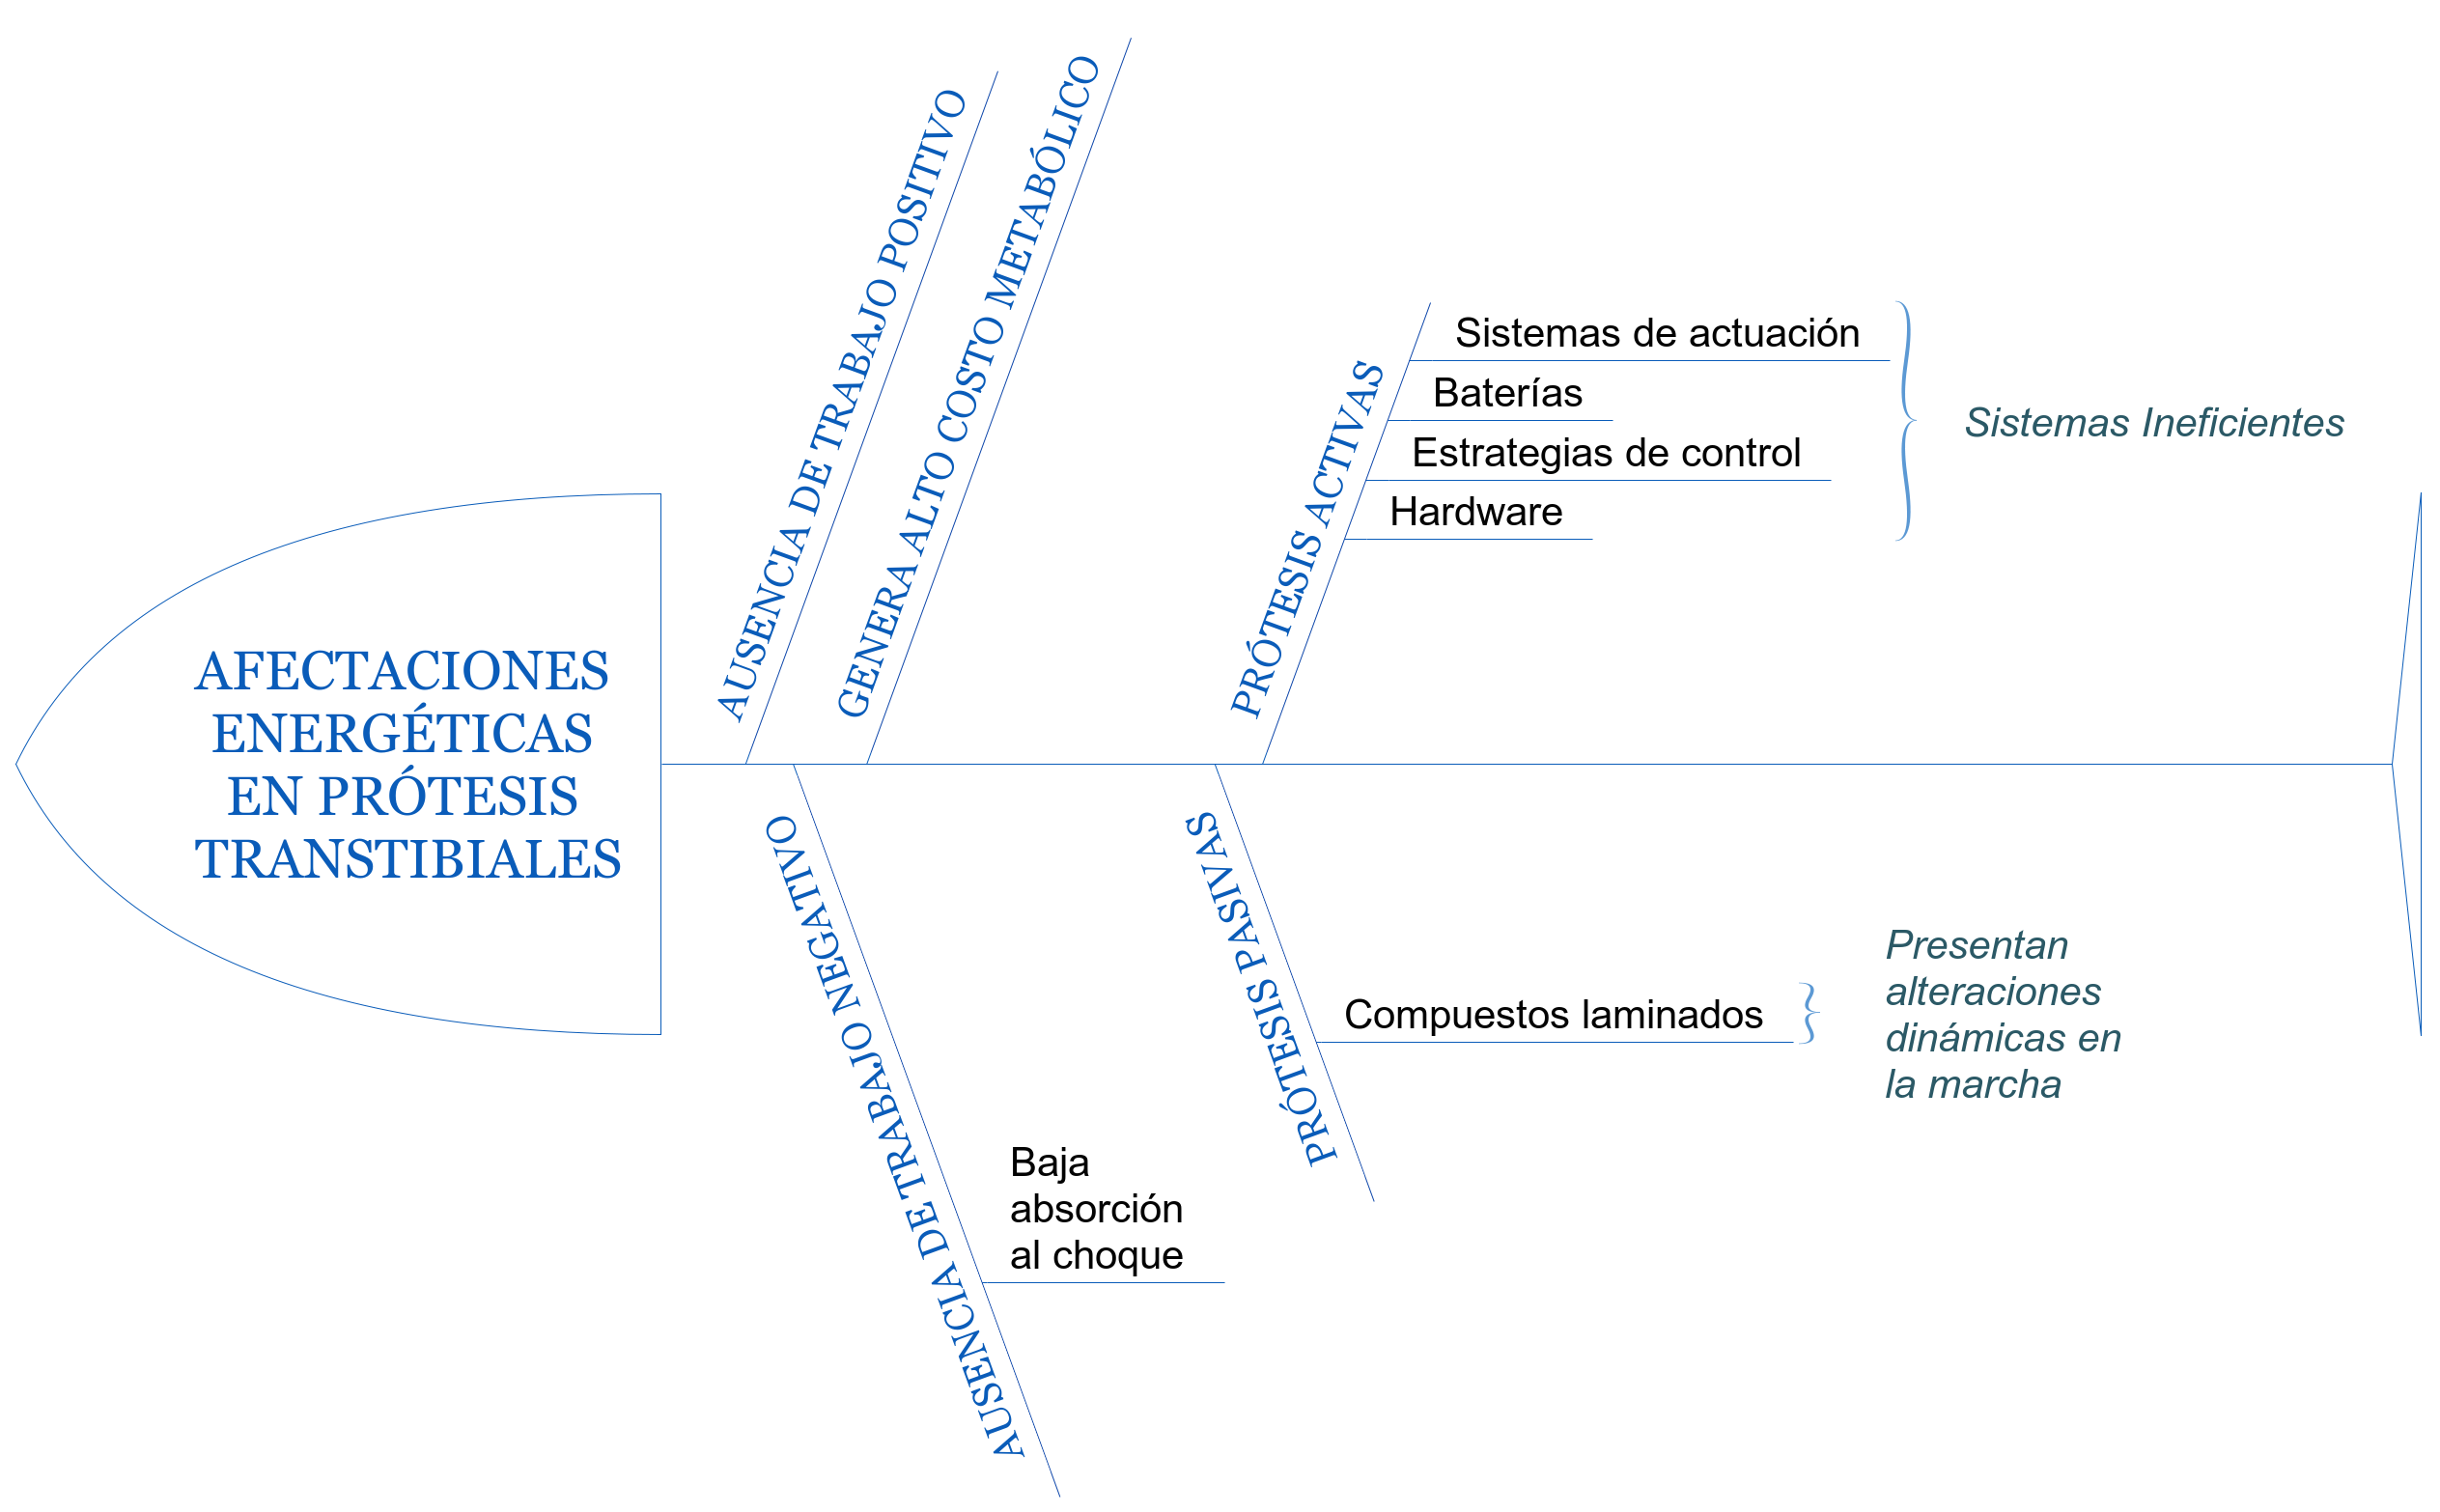 AFECTACIONES
ENERGÉTICAS
EN PRÓTESIS
TRANSTIBIALES
AUSENCIA DE TRABAJO POSITIVO
GENERA ALTO COSTO METABÓLICO
PRÓTESIS ACTIVAS
Sistemas de actuación
Baterías
Estrategias de control
Hardware
Sistemas Ineficientes
AUSENCIA DE TRABAJO NEGATIVO
Baja
absorción
al choque
PRÓTESIS PASIVAS
Compuestos laminados
Presentan
alteraciones
dinámicas en
la marcha